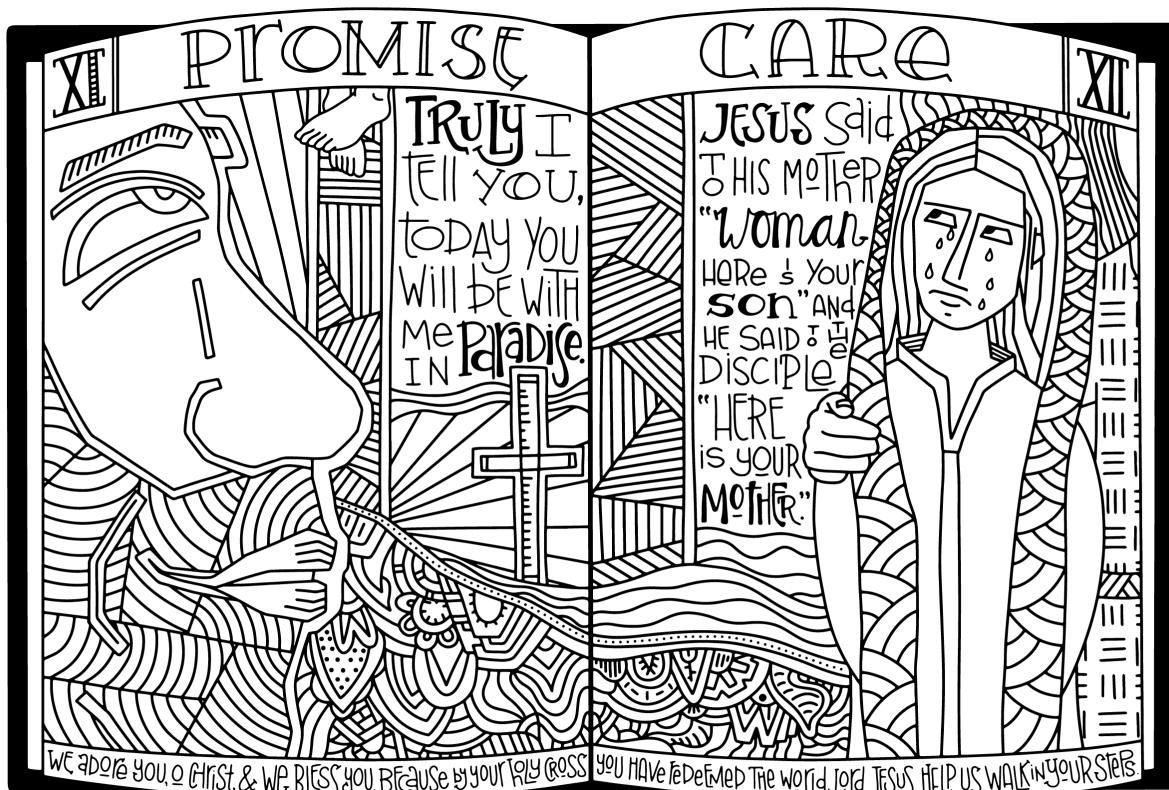 XI
PROMISE
TRULY I
tell YOU,
today YOU
will be with
me
IN Paradise.
CARE
XII
JESUS Said
TO HIS MOTHER
"Woman
HERE is Your
SON" AND
HE SAID TO THE
DISCIPLE
"HERE
is YOUR
MOTHER."
WE adore YOU, O Christ, & WE BLESS YOU BECAUSE by YOUR HOLY CROSS
YOU HAVE REDEEMED THE WORLD. LORD JESUS HELP US WALK IN YOUR STEPS.